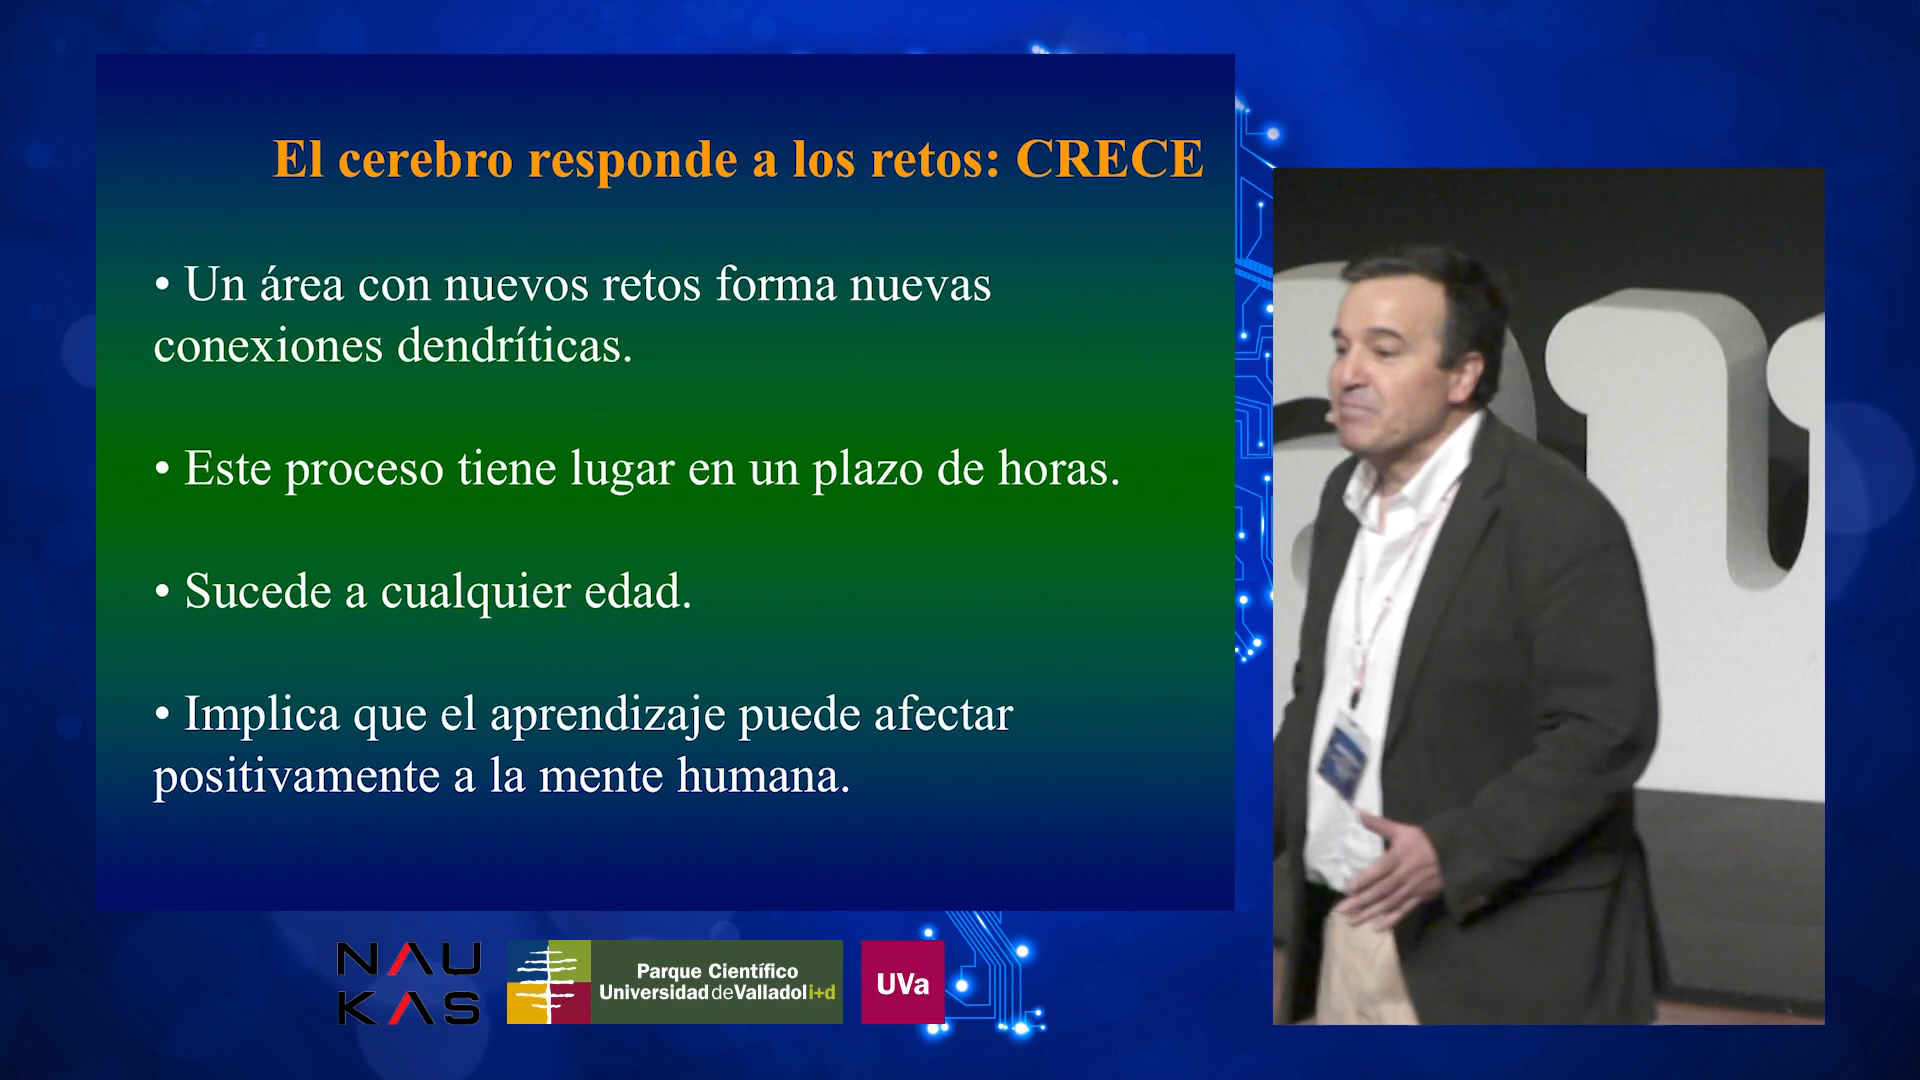 El cerebro responde a los retos: CRECE
• Un área con nuevos retos forma nuevas
conexiones dendríticas.
• Este proceso tiene lugar en un plazo de horas.
• Sucede a cualquier edad.
• Implica que el aprendizaje puede afectar
positivamente a la mente humana.
NAU
KAS
Parque Científico
Universidad de Valladoli+d
UVa